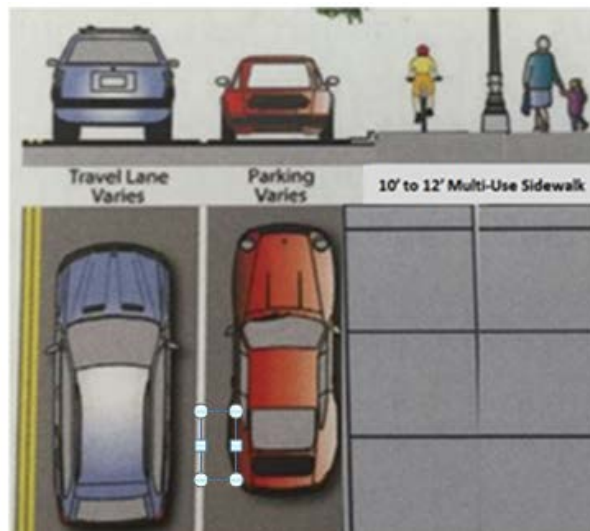 Travel Lane
Varies
Parking
Varies
10' to 12' Multi-Use Sidewalk